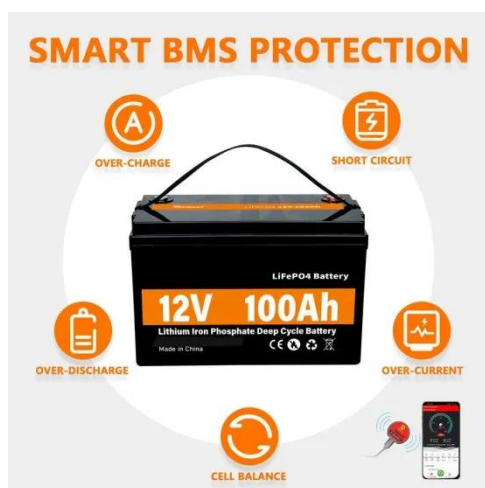 SMART BMS PROTECTION
OVER-CHARGE
SHORT CIRCUIT
LiFePO4 Battery
12V 100Ah
Lithium Iron Phosphate Deep Cycle Battery
Made in China
CE
OVER-DISCHARGE
OVER-CURRENT
CELL BALANCE